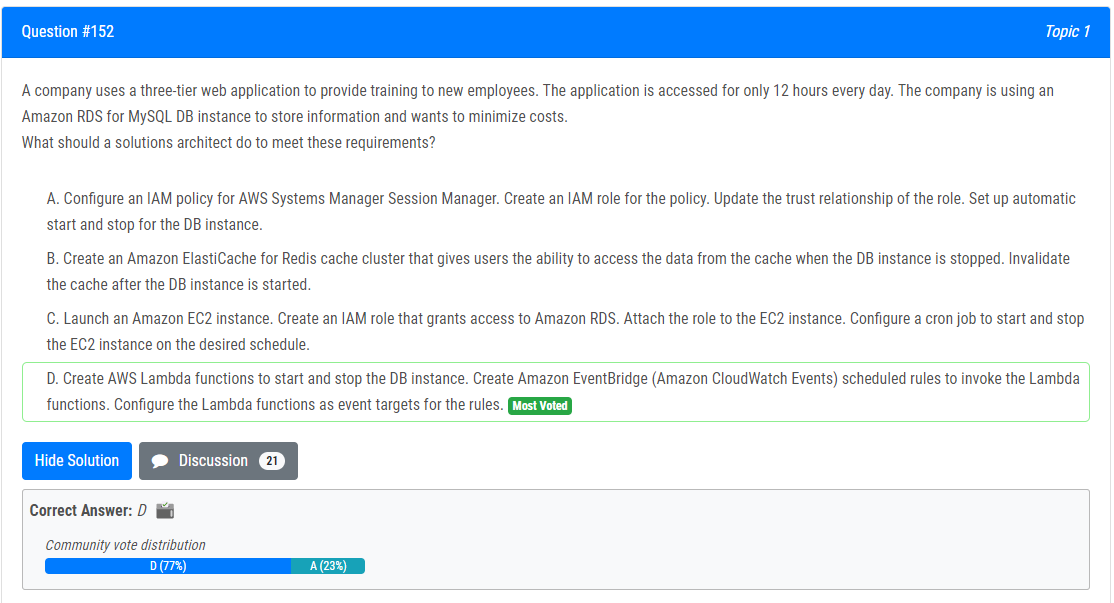 Question #152
Topic 1
A company uses a three-tier web application to provide training to new employees. The application is accessed for only 12 hours every day. The company is using an
Amazon RDS for MySQL DB instance to store information and wants to minimize costs.
What should a solutions architect do to meet these requirements?
A. Configure an IAM policy for AWS Systems Manager Session Manager. Create an IAM role for the policy. Update the trust relationship of the role. Set up automatic
start and stop for the DB instance.
B. Create an Amazon ElastiCache for Redis cache cluster that gives users the ability to access the data from the cache when the DB instance is stopped. Invalidate
the cache after the DB instance is started.
C. Launch an Amazon EC2 instance. Create an IAM role that grants access to Amazon RDS. Attach the role to the EC2 instance. Configure a cron job to start and stop
the EC2 instance on the desired schedule.
D. Create AWS Lambda functions to start and stop the DB instance. Create Amazon EventBridge (Amazon CloudWatch Events) scheduled rules to invoke the Lambda
functions. Configure the Lambda functions as event targets for the rules. Most Voted
Hide Solution
Discussion 21
Correct Answer: D
Community vote distribution
D (77%)
A (23%)